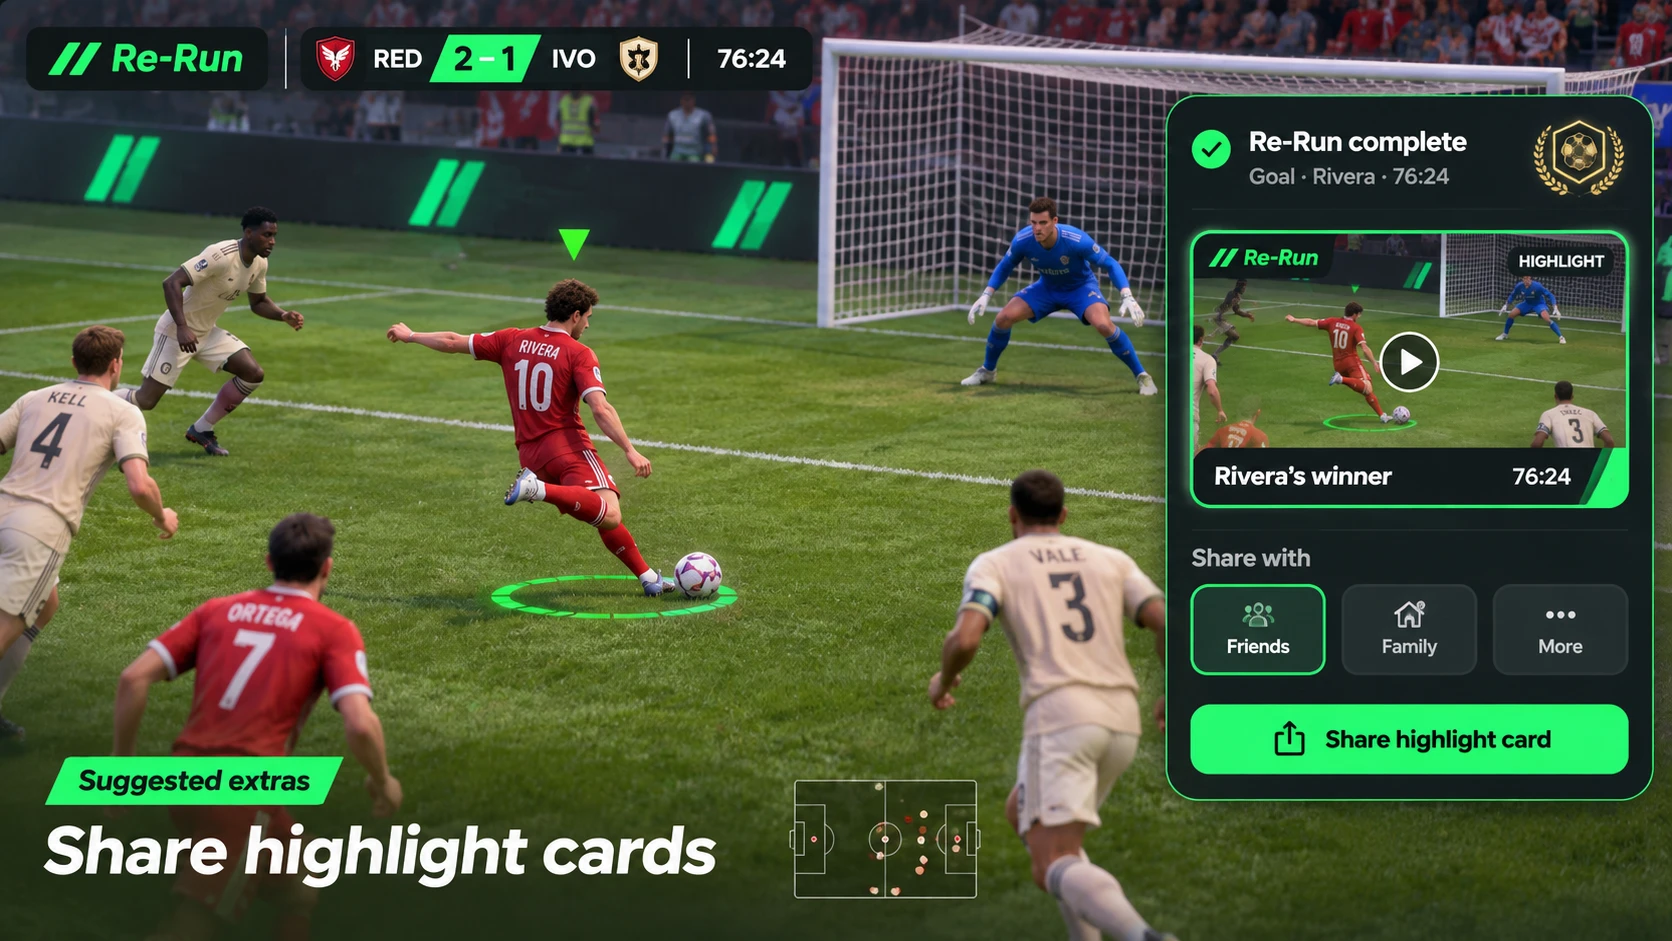 Re-Run
RED 2-1 IVO 76:24
Re-Run complete
Goal · Rivera · 76:24
Re-Run
HIGHLIGHT
10
3
Rivera's winner 76:24
Share with
Friends
Family
More
Share highlight card
KELL
4
RIVERA
10
ORTEGA
7
VALE
3
Suggested extras
Share highlight cards